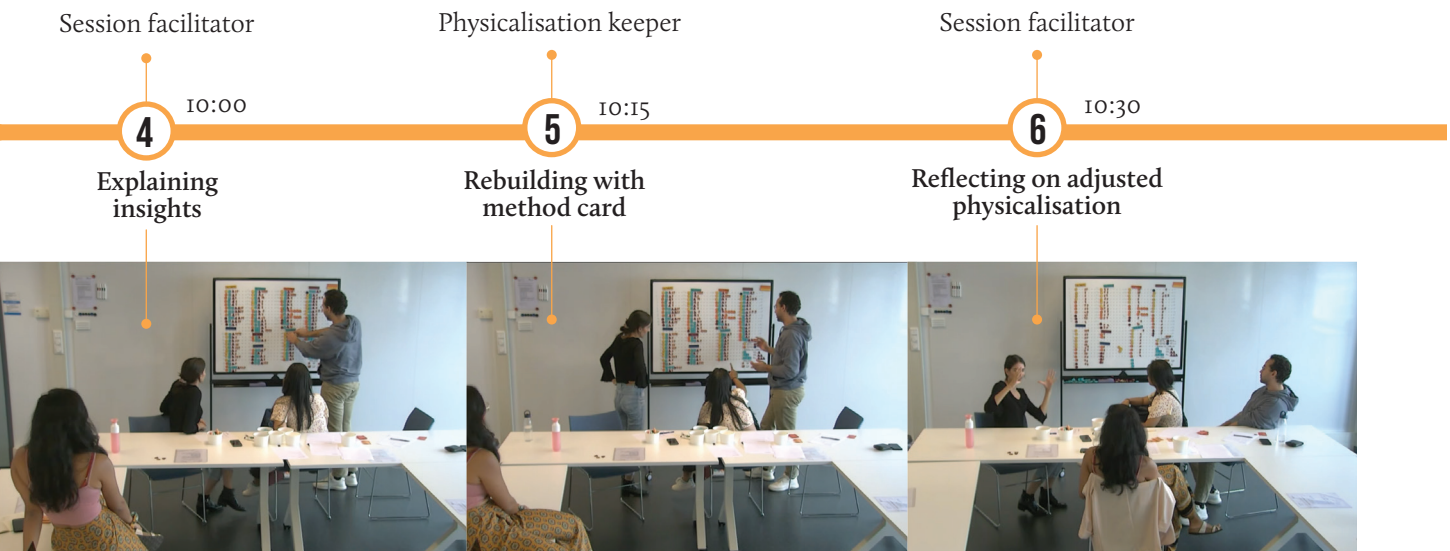 Session facilitator
Physicalisation keeper
Session facilitator
4
10:00
5
10:15
6
10:30
Explaining
insights
Rebuilding with
method card
Reflecting on adjusted
physicalisation